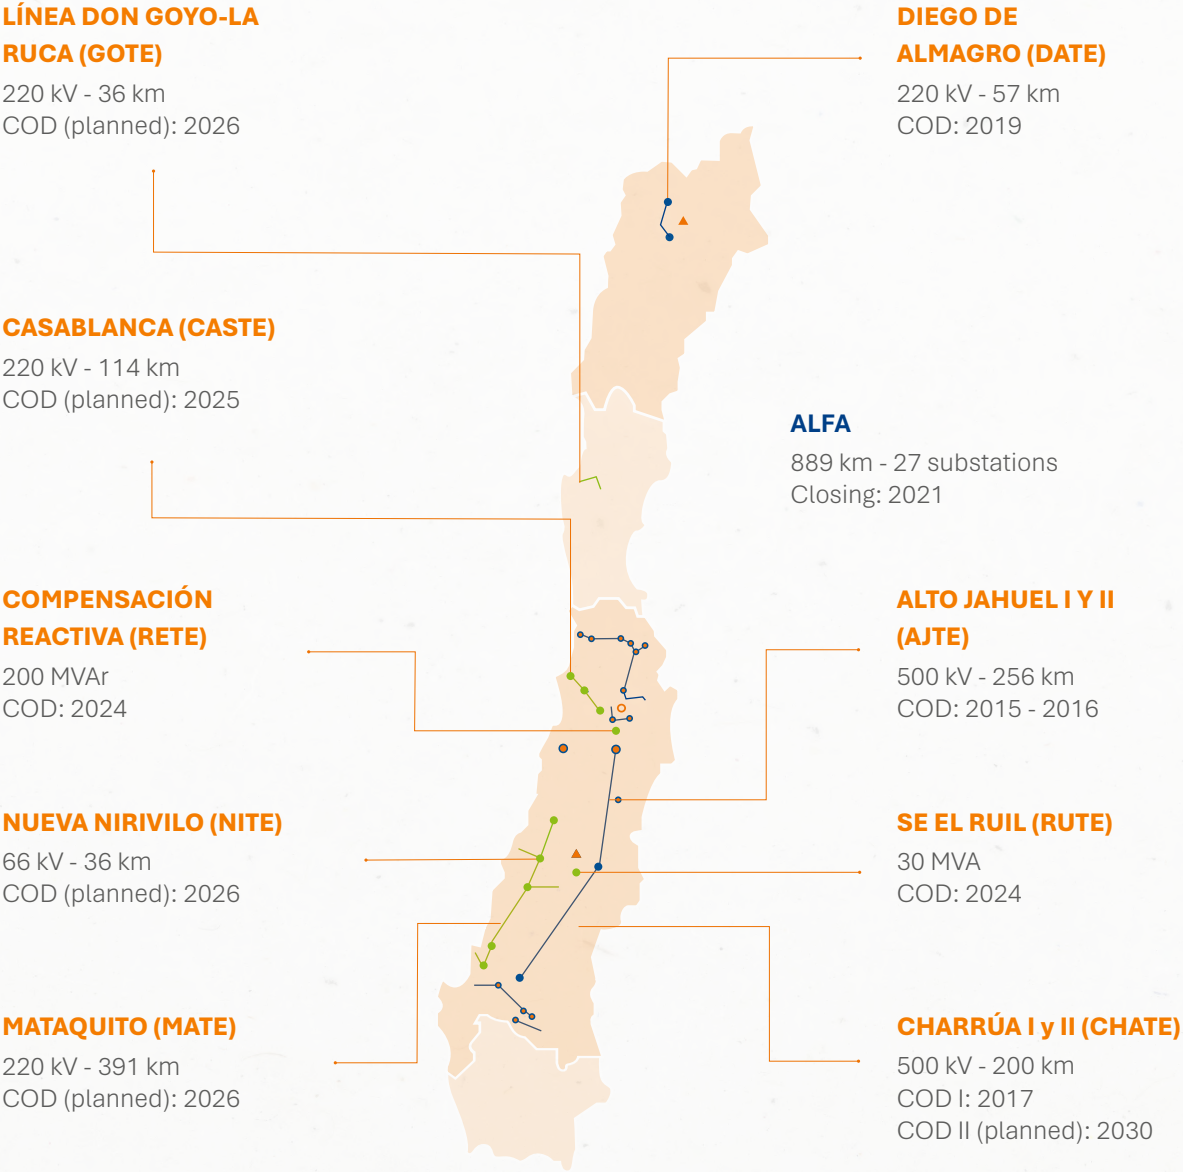 LÍNEA DON GOYO-LA
RUCA (GOTE)
220 kV - 36 km
COD (planned): 2026
DIEGO DE
ALMAGRO (DATE)
220 kV - 57 km
COD: 2019
CASABLANCA (CASTE)
220 kV - 114 km
COD (planned): 2025
ALFA
889 km - 27 substations
Closing: 2021
COMPENSACIÓN
REACTIVA (RETE)
200 MVAr
COD: 2024
ALTO JAHUEL I Y II
(AJTE)
500 kV - 256 km
COD: 2015 - 2016
NUEVA NIRIVILO (NITE)
66 kV - 36 km
COD (planned): 2026
SE EL RUIL (RUTE)
30 MVA
COD: 2024
MATAQUITO (MATE)
220 kV - 391 km
COD (planned): 2026
CHARRÚA I y II (CHATE)
500 kV - 200 km
COD I: 2017
COD II (planned): 2030